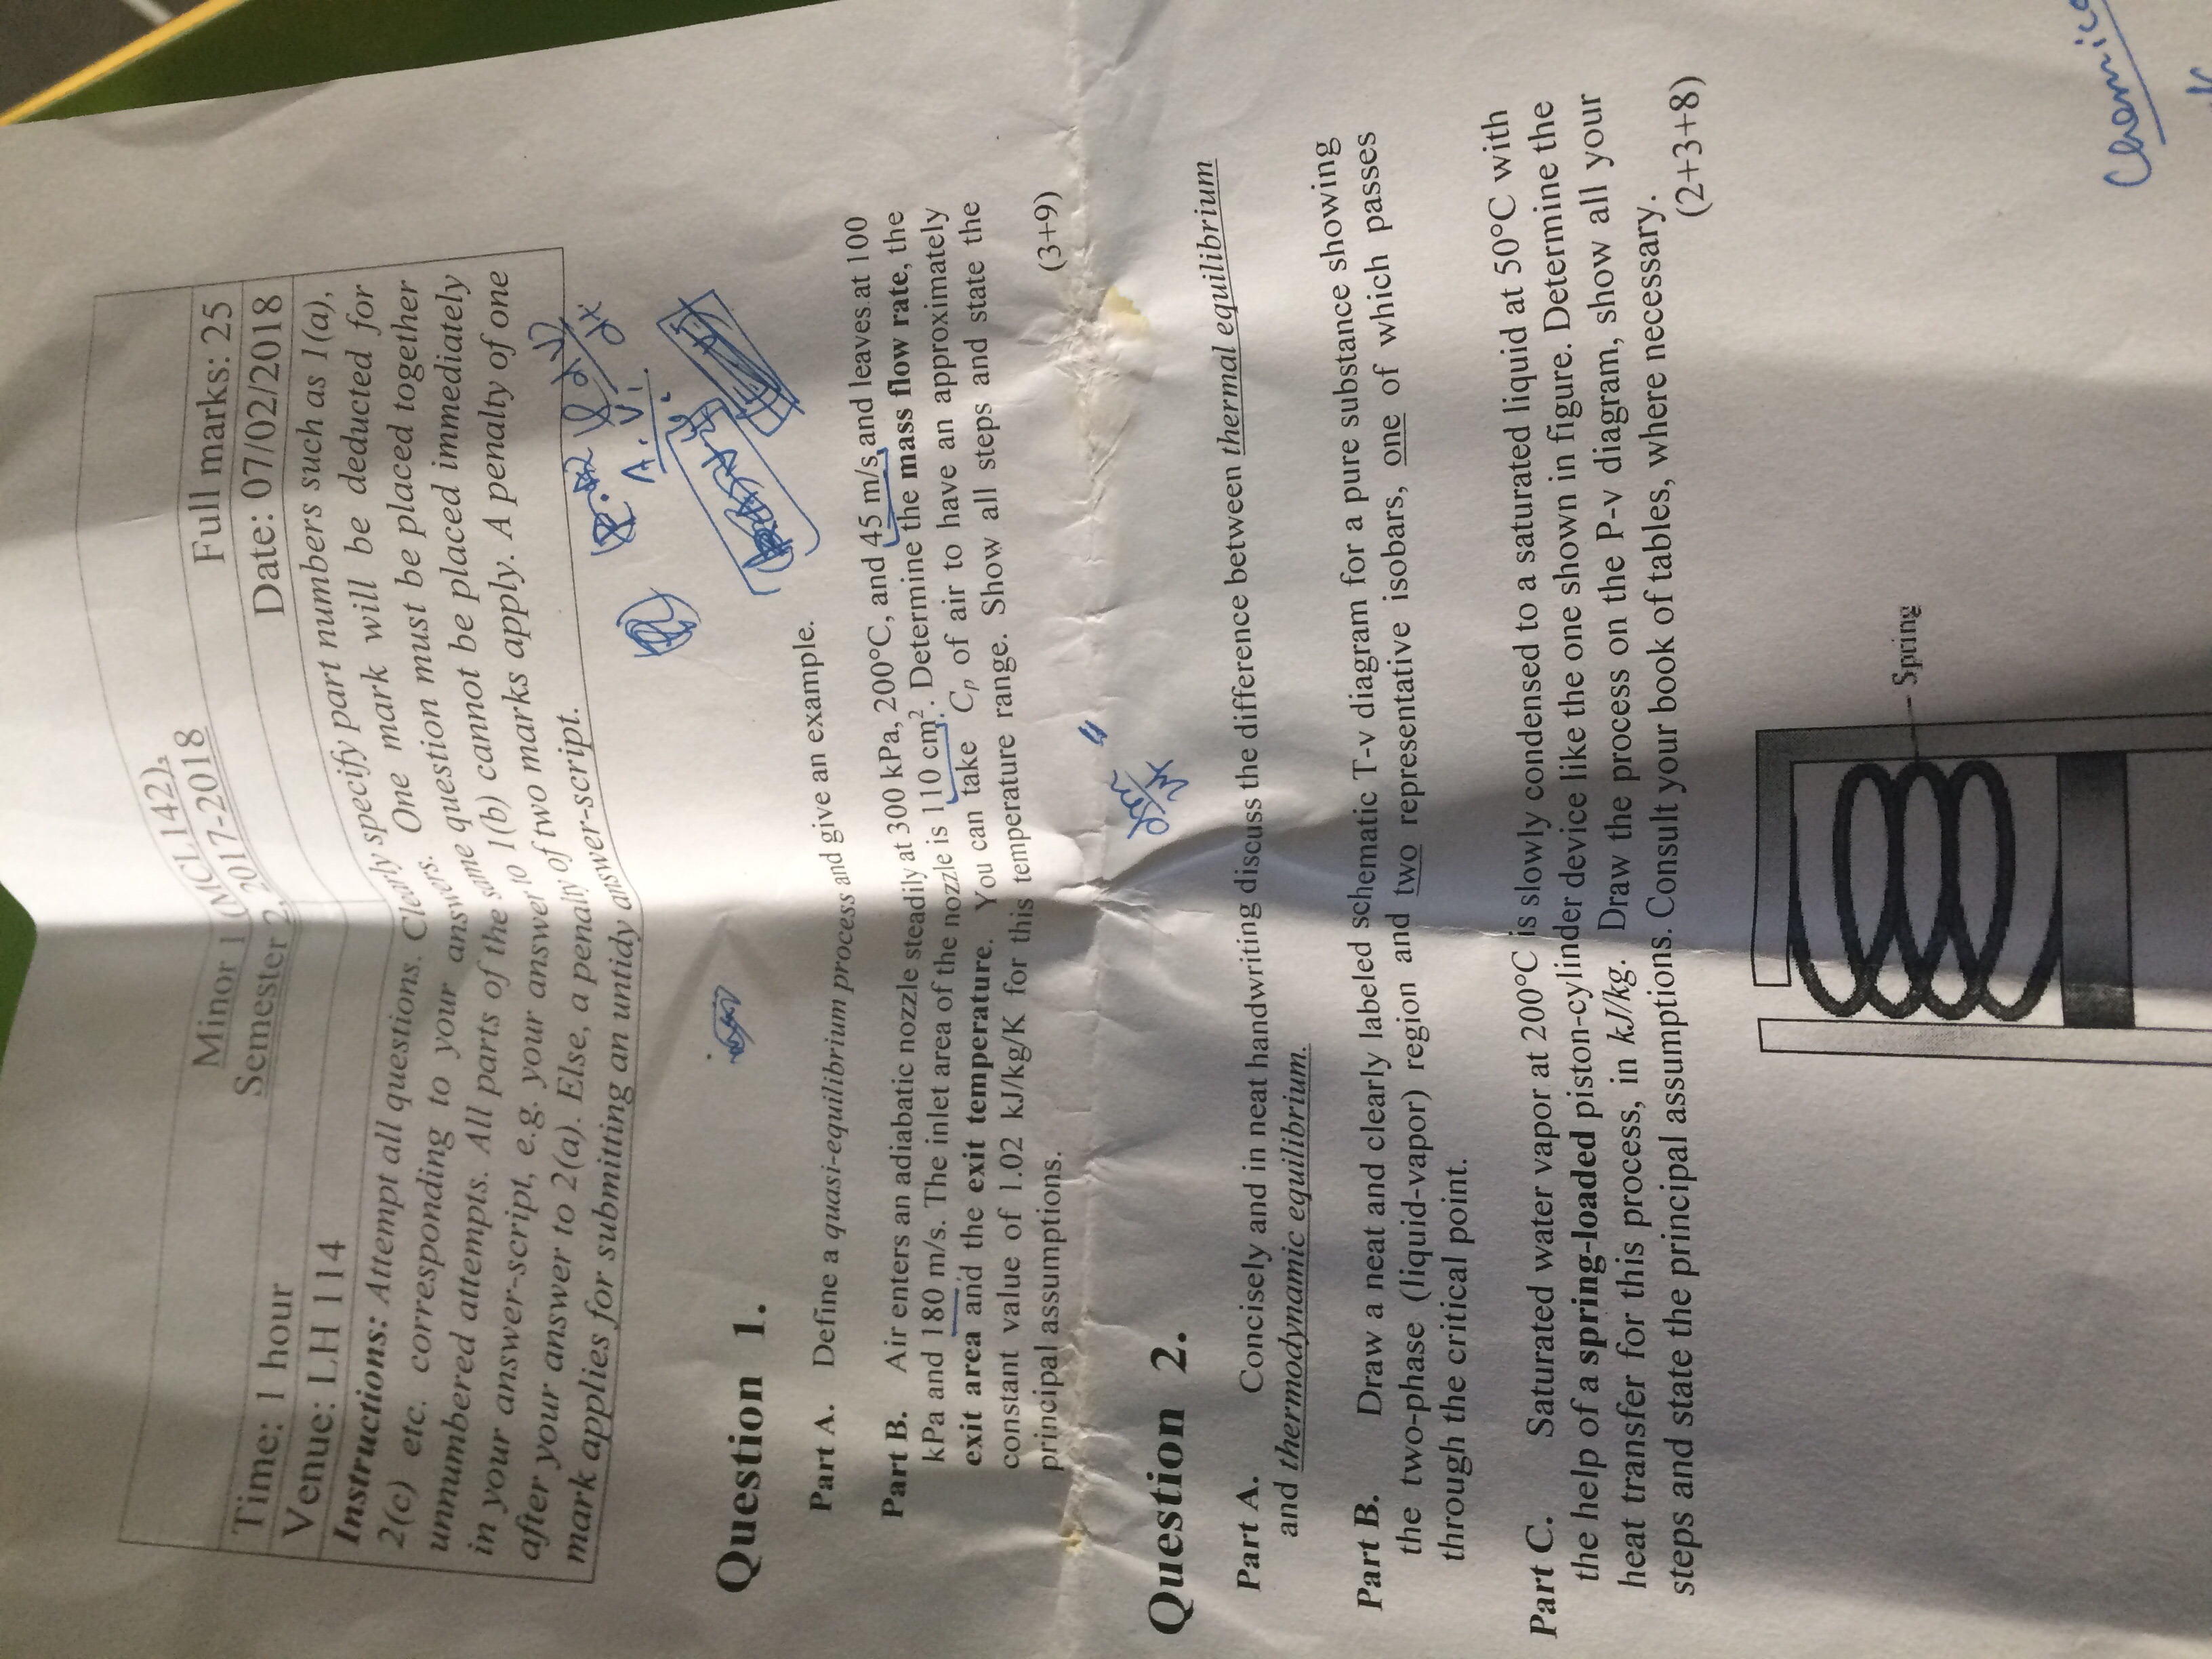 Minor 1 (MCL142),
Semester 2, 2017-2018
Full marks: 25
Time: 1 hour
Date: 07/02/2018
Venue: LH 114
Instructions: Attempt all questions. Clearly specify part numbers such as 1(a),
2(c) etc. corresponding to your answers. One mark will be deducted for
unnumbered attempts. All parts of the same question must be placed together
in your answer-script, e.g. your answer to 1(b) cannot be placed immediately
after your answer to 2(a). Else, a penalty of two marks apply. A penalty of one
mark applies for submitting an untidy answer-script.
Question 1.
Part A. Define a quasi-equilibrium process and give an example.
Part B. Air enters an adiabatic nozzle steadily at 300 kPa, 200°C, and 45 m/s and leaves at 100
kPa and 180 m/s. The inlet area of the nozzle is 110 cm². Determine the mass flow rate, the
exit area and the exit temperature. You can take Cp of air to have an approximately
constant value of 1.02 kJ/kg/K for this temperature range. Show all steps and state the
principal assumptions.
(3+9)
dm/dt =
Question 2.
Part A. Concisely and in neat handwriting discuss the difference between thermal equilibrium
and thermodynamic equilibrium.
Part B. Draw a neat and clearly labeled schematic T-v diagram for a pure substance showing
the two-phase (liquid-vapor) region and two representative isobars, one of which passes
through the critical point.
Part C. Saturated water vapor at 200°C is slowly condensed to a saturated liquid at 50°C with
the help of a spring-loaded piston-cylinder device like the one shown in figure. Determine the
heat transfer for this process, in kJ/kg. Draw the process on the P-v diagram, show all your
steps and state the principal assumptions. Consult your book of tables, where necessary.
(2+3+8)
Spring
Chemica